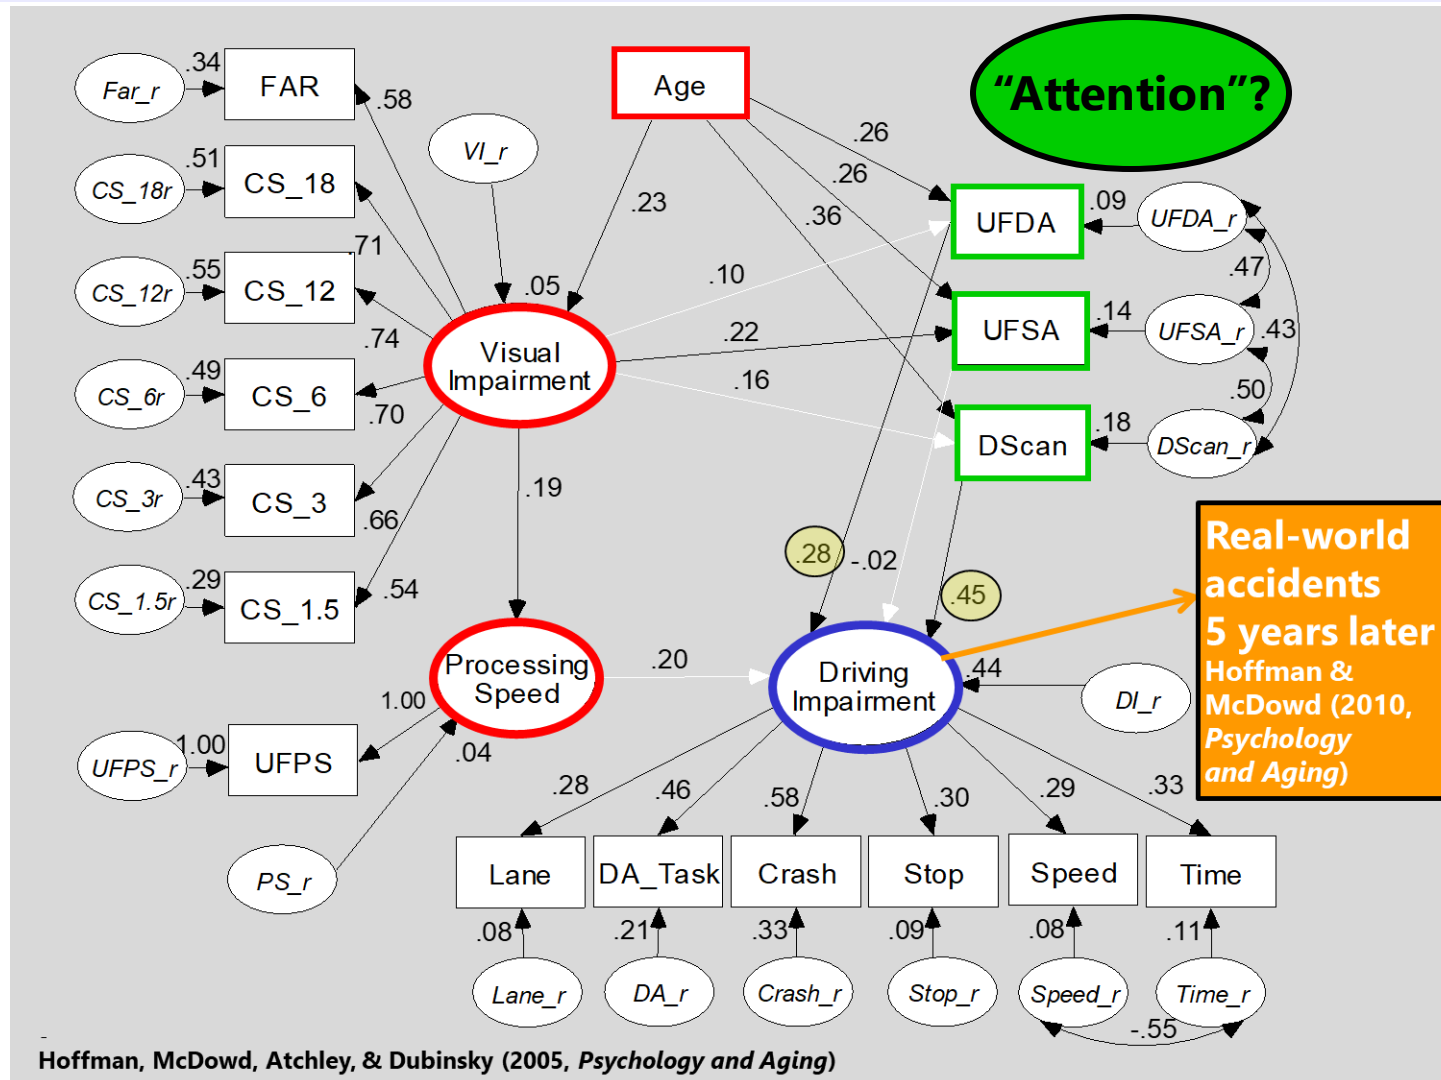 .34
FAR
Far_r
.58
Age
“Attention”?
VI_r
.26
.51
CS_18
CS_18r
.26
.23
.36
.09
UFDA
UFDA_r
.71
.55
CS_12
CS_12r
.10
.47
.05
.14
UFSA
UFSA_r
.43
.74
.22
Visual
Impairment
.49
CS_6
CS_6r
.16
.50
.70
.18
DScan
DScan_r
.43
CS_3
CS_3r
.19
.66
.28
-.02
.45
Real-world
accidents
5 years later
Hoffman &
McDowd (2010,
Psychology
and Aging)
.29
CS_1.5
CS_1.5r
.54
Processing
Speed
.20
Driving
Impairment
.44
DI_r
1.00
1.00
UFPS
UFPS_r
.04
.28
.46
.58
.30
.29
.33
PS_r
Lane
DA_Task
Crash
Stop
Speed
Time
.08
.21
.33
.09
.08
.11
Lane_r
DA_r
Crash_r
Stop_r
Speed_r
Time_r
-.55
Hoffman, McDowd, Atchley, & Dubinsky (2005, Psychology and Aging)